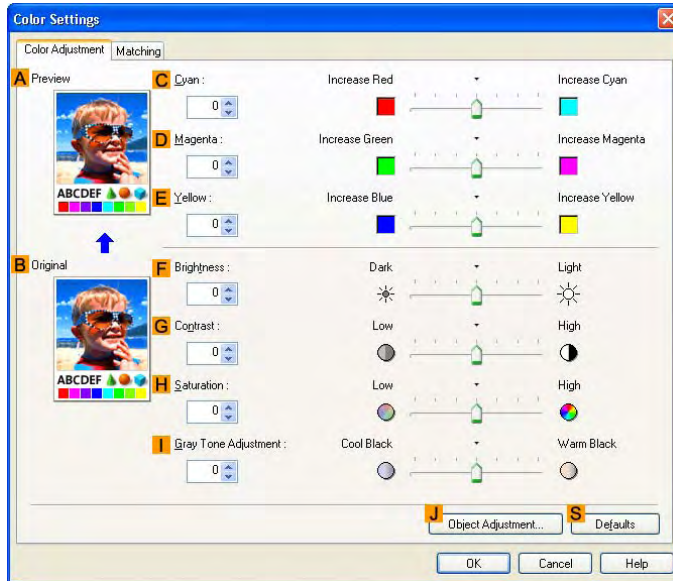 Color Settings
Color Adjustment Matching
A Preview
C Cyan : Increase Red Increase Cyan
0
D Magenta : Increase Green Increase Magenta
0
ABCDEF
E Yellow : Increase Blue Increase Yellow
0
B Original
F Brightness : Dark Light
0
G Contrast : Low High
0
ABCDEF
H Saturation : Low High
0
I Gray Tone Adjustment : Cool Black Warm Black
0
J Object Adjustment... S Defaults
OK Cancel Help